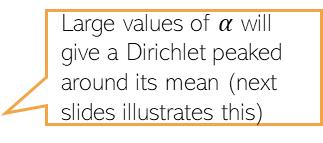 Large values of 𝜶 will
give a Dirichlet peaked
around its mean (next
slides illustrates this)